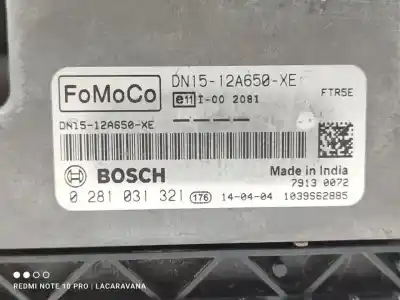 FoMoCo
DN15-12A650-XE
FTR5E
e11 I-00 2081
DN15-12A650-XE
BOSCH
Made in India
7913 0072
0 281 031 321 176 14-04-04 1039S62885
REDMI NOTE 10 PRO | LACARAVANA